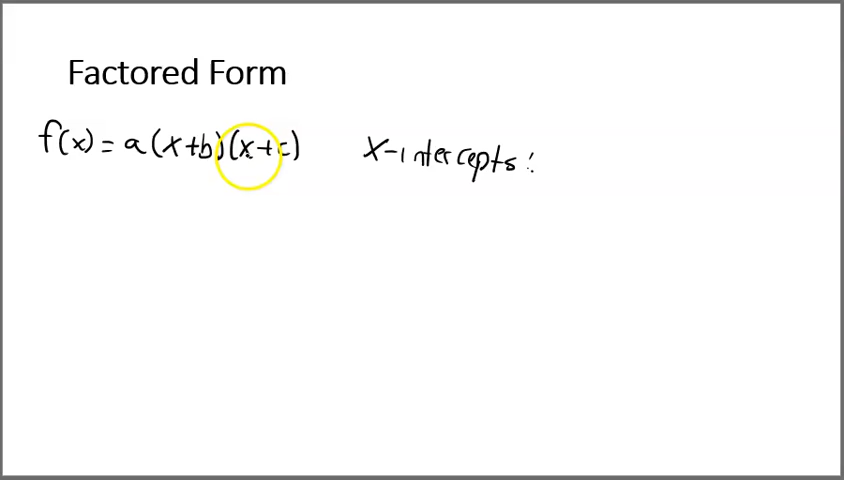 Factored Form
f(x) = a(x+b)(x+c) x-intercepts: